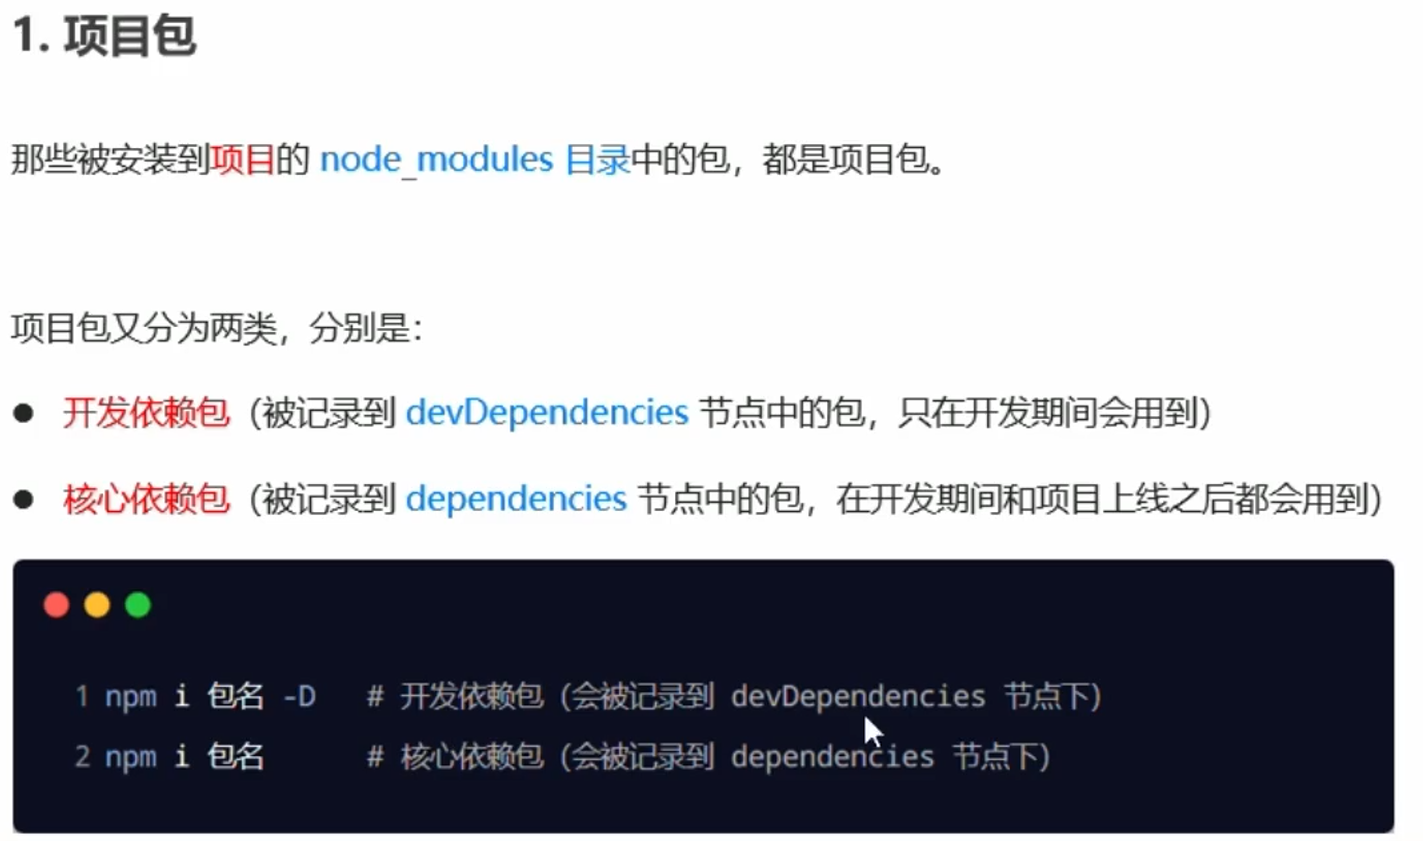 1. 项目包
那些被安装到项目的 node_modules 目录中的包，都是项目包。
项目包又分为两类，分别是：
● 开发依赖包（被记录到 devDependencies 节点中的包，只在开发期间会用到）
● 核心依赖包（被记录到 dependencies 节点中的包，在开发期间和项目上线之后都会用到）
1 npm i 包名 -D # 开发依赖包（会被记录到 devDependencies 节点下）
2 npm i 包名 # 核心依赖包（会被记录到 dependencies 节点下）